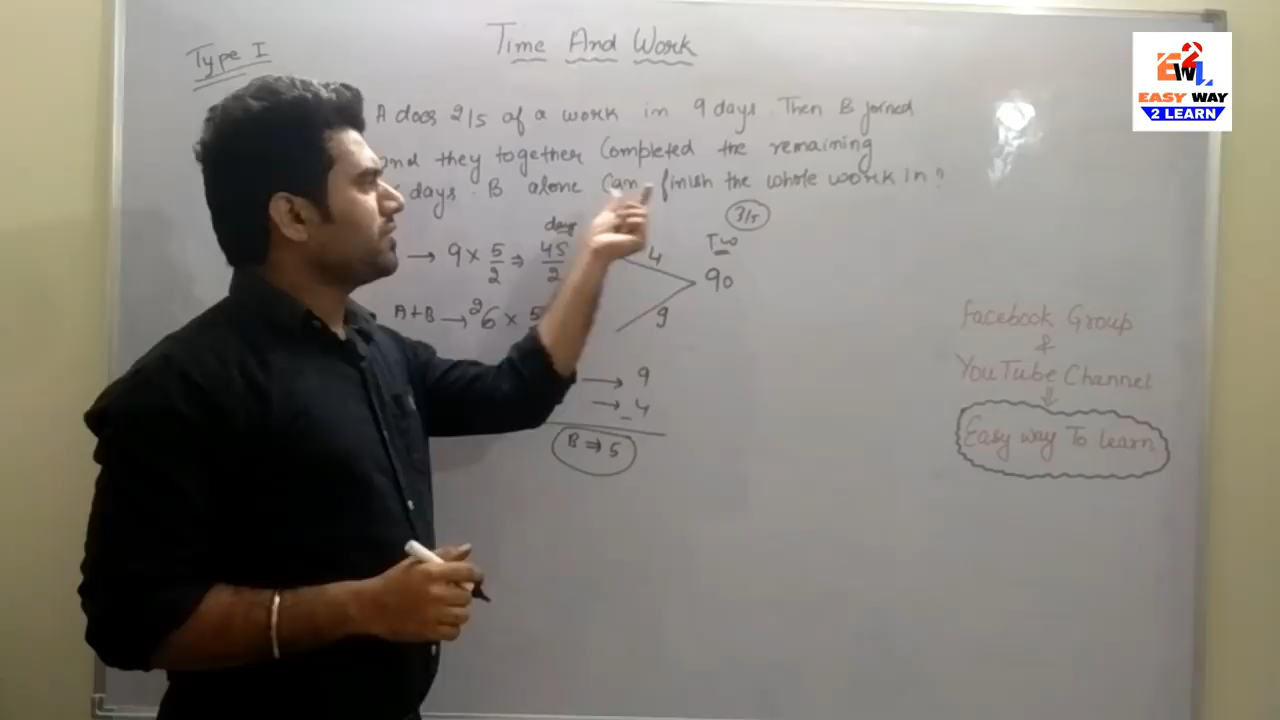 Type I
Time And Work
A does 2/5 of a work in 9 days Then B joined
and they together Completed the remaining
days. B alone Can finish the whole work in?
3/5
days
Tw
→ 9 × 5/2 ⇒ 45/2
4
90
A+B → 26 × 5
9
→ 9
→ - 4
B ⇒ 5
Facebook Group
&
YouTube Channel
⇓
Easy way To learn
E2L
W
EASY WAY
2 LEARN